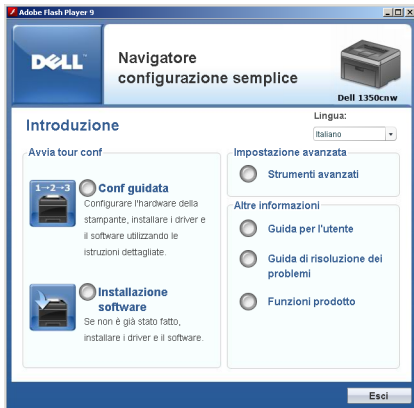 Adobe Flash Player 9
DELL™
Navigatore
configurazione semplice
Dell 1350cnw
Introduzione
Lingua:
Italiano
Avvia tour conf
1→2→3
Conf guidata
Configurare l'hardware della
stampante, installare i driver e
il software utilizzando le
istruzioni dettagliate.
Installazione
software
Se non è già stato fatto,
installare i driver e il software.
Impostazione avanzata
Strumenti avanzati
Altre informazioni
Guida per l'utente
Guida di risoluzione dei
problemi
Funzioni prodotto
Esci